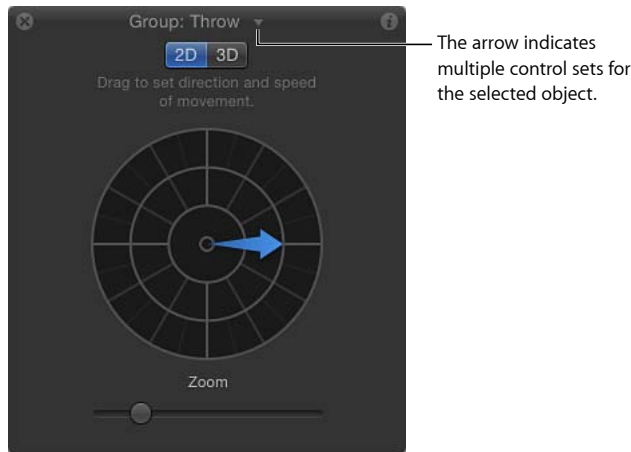 Group: Throw
2D 3D
Drag to set direction and speed
of movement.
Zoom
The arrow indicates
multiple control sets for
the selected object.